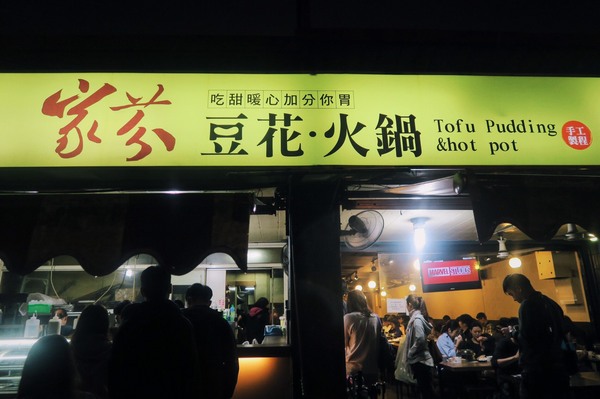 家芬
吃甜暖心加分你胃
豆花·火鍋
Tofu Pudding
&hot pot
手工
製程